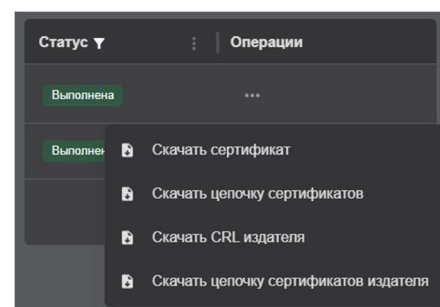 Статус
Операции
Выполнена
Выполнен
Скачать сертификат
Скачать цепочку сертификатов
Скачать CRL издателя
Скачать цепочку сертификатов издателя